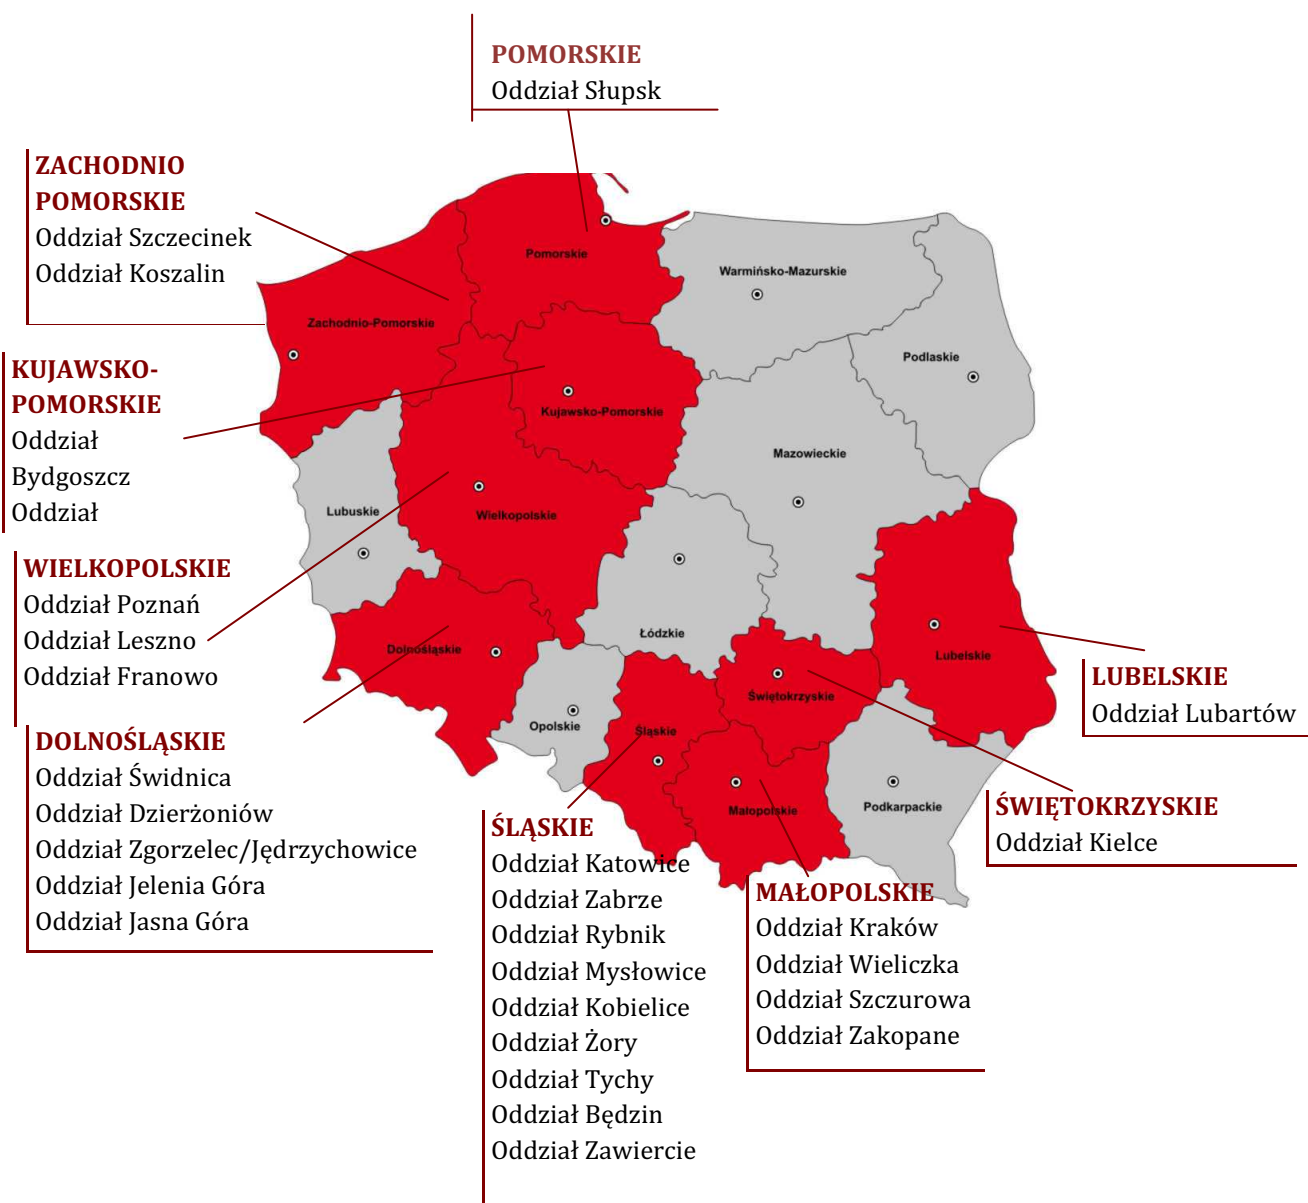 POMORSKIE
Oddział Słupsk
ZACHODNIO
POMORSKIE
Oddział Szczecinek
Oddział Koszalin
KUJAWSKO-
POMORSKIE
Oddział
Bydgoszcz
Oddział
WIELKOPOLSKIE
Oddział Poznań
Oddział Leszno
Oddział Franowo
DOLNOŚLĄSKIE
Oddział Świdnica
Oddział Dzierżoniów
Oddział Zgorzelec/Jędrzychowice
Oddział Jelenia Góra
Oddział Jasna Góra
Pomorskie
Warmińsko-Mazurskie
Zachodnio-Pomorskie
Podlaskie
Kujawsko-Pomorskie
Mazowieckie
Lubuskie
Wielkopolskie
Łódzkie
Dolnośląskie
Lubelskie
Świętokrzyskie
Opolskie
Śląskie
Małopolskie
Podkarpackie
LUBELSKIE
Oddział Lubartów
ŚWIĘTOKRZYSKIE
Oddział Kielce
ŚLĄSKIE
Oddział Katowice
Oddział Zabrze
Oddział Rybnik
Oddział Mysłowice
Oddział Kobielice
Oddział Żory
Oddział Tychy
Oddział Będzin
Oddział Zawiercie
MAŁOPOLSKIE
Oddział Kraków
Oddział Wieliczka
Oddział Szczurowa
Oddział Zakopane